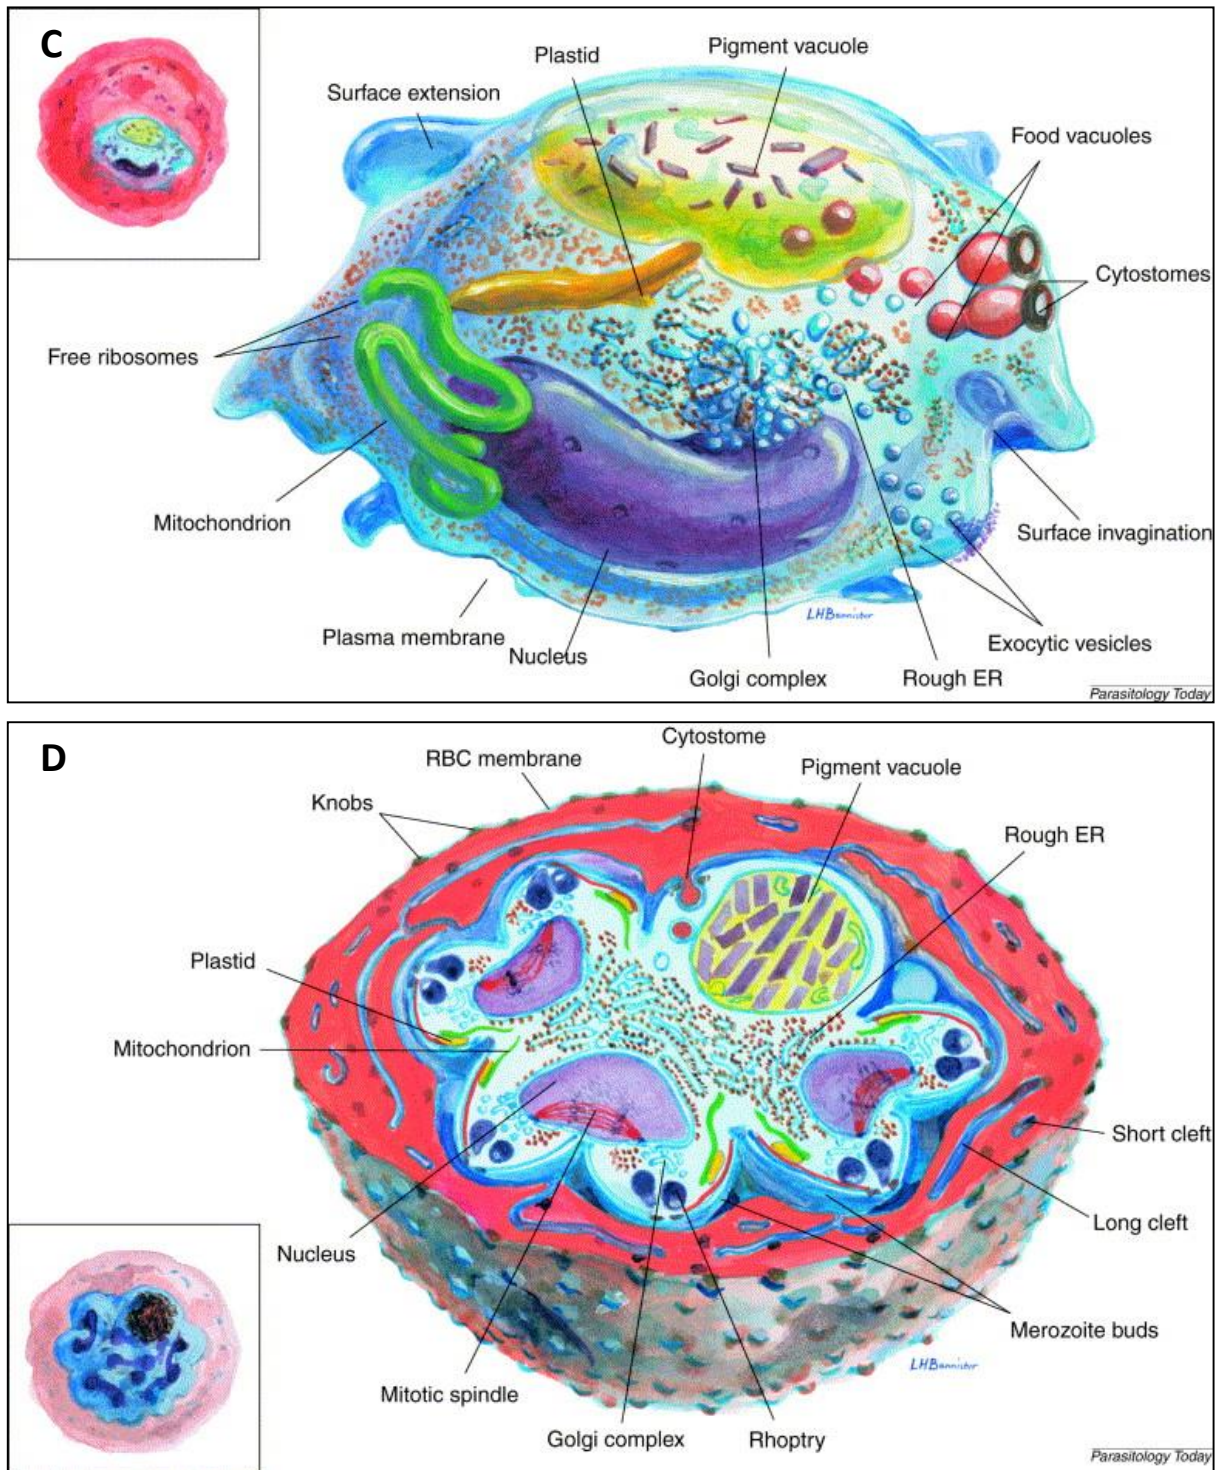 C
Pigment vacuole
Plastid
Surface extension
Food vacuoles
Cytostomes
Free ribosomes
Mitochondrion
Surface invagination
Plasma membrane
Nucleus
Exocytic vesicles
Golgi complex
Rough ER
LHBannister
Parasitology Today
D
Cytostome
RBC membrane
Pigment vacuole
Knobs
Rough ER
Plastid
Mitochondrion
Short cleft
Long cleft
Nucleus
Merozoite buds
LHBannister
Mitotic spindle
Golgi complex
Rhoptry
Parasitology Today